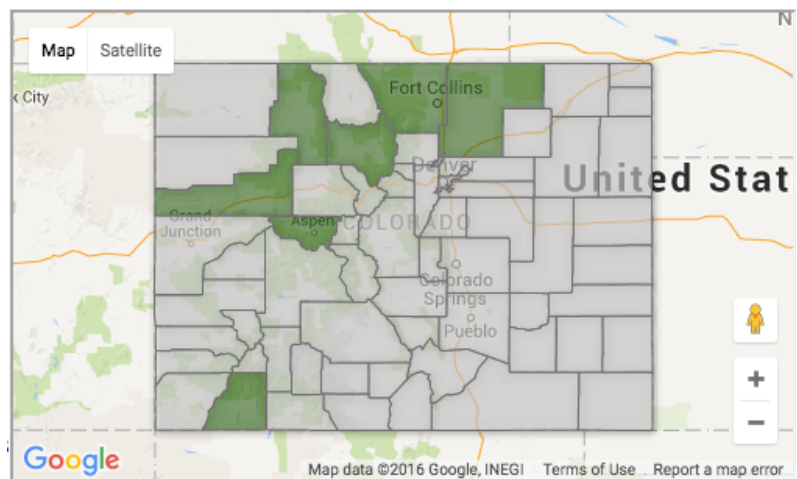 N
Map Satellite
k City
Fort Collins
Denver
United Stat
Grand
Junction
Aspen
COLORADO
Colorado
Springs
Pueblo
+
−
Google
Map data ©2016 Google, INEGI Terms of Use Report a map error